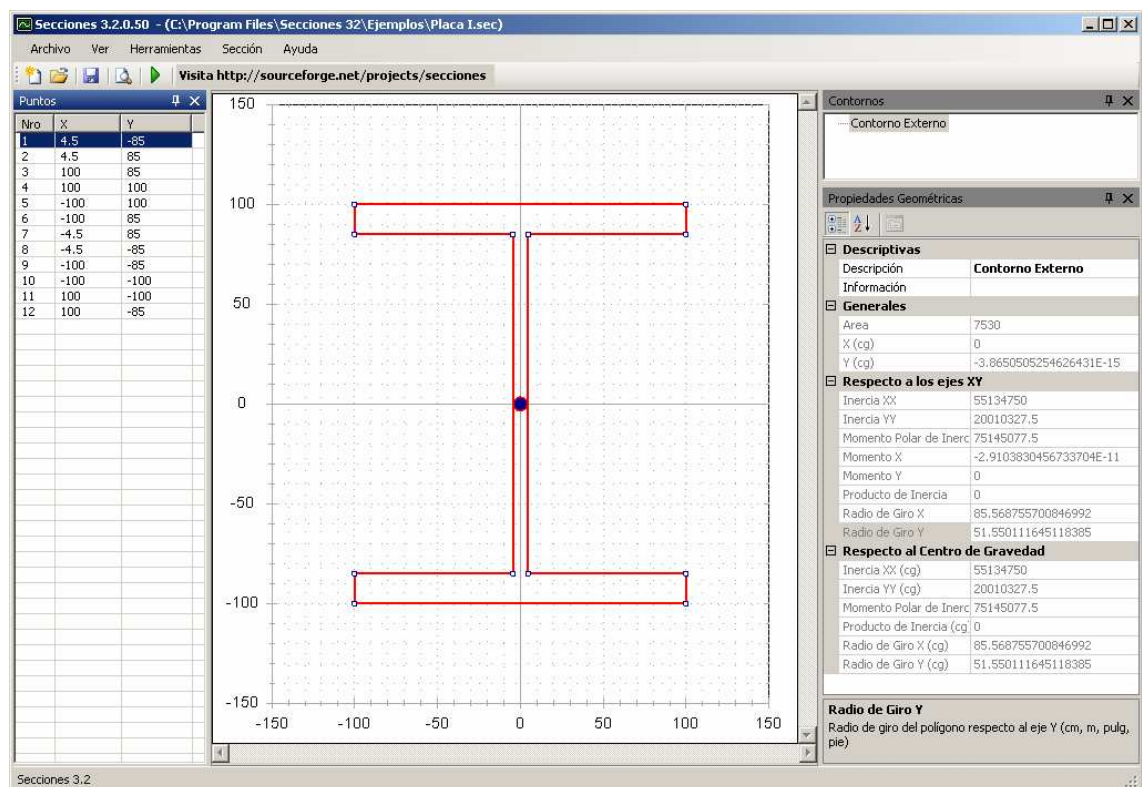 Secciones 3.2.0.50 - (C:\Program Files\Secciones 32\Ejemplos\Placa I.sec)
Archivo Ver Herramientas Sección Ayuda
Visita http://sourceforge.net/projects/secciones
Puntos
Nro X Y
1 4.5 -85
2 4.5 85
3 100 85
4 100 100
5 -100 100
6 -100 85
7 -4.5 85
8 -4.5 -85
9 -100 -85
10 -100 -100
11 100 -100
12 100 -85
150
100
50
0
-50
-100
-150
-150 -100 -50 0 50 100 150
Contornos
Contorno Externo
Propiedades Geométricas
Descriptivas
Descripción Contorno Externo
Información
Generales
Area 7530
X (cg) 0
Y (cg) -3.8650505254626431E-15
Respecto a los ejes XY
Inercia XX 55134750
Inercia YY 20010327.5
Momento Polar de Inerc 75145077.5
Momento X -2.9103830456733704E-11
Momento Y 0
Producto de Inercia 0
Radio de Giro X 85.568755700846992
Radio de Giro Y 51.550111645118385
Respecto al Centro de Gravedad
Inercia XX (cg) 55134750
Inercia YY (cg) 20010327.5
Momento Polar de Inerc 75145077.5
Producto de Inercia (cg) 0
Radio de Giro X (cg) 85.568755700846992
Radio de Giro Y (cg) 51.550111645118385
Radio de Giro Y
Radio de giro del polígono respecto al eje Y (cm, m, pulg,
pie)
Secciones 3.2